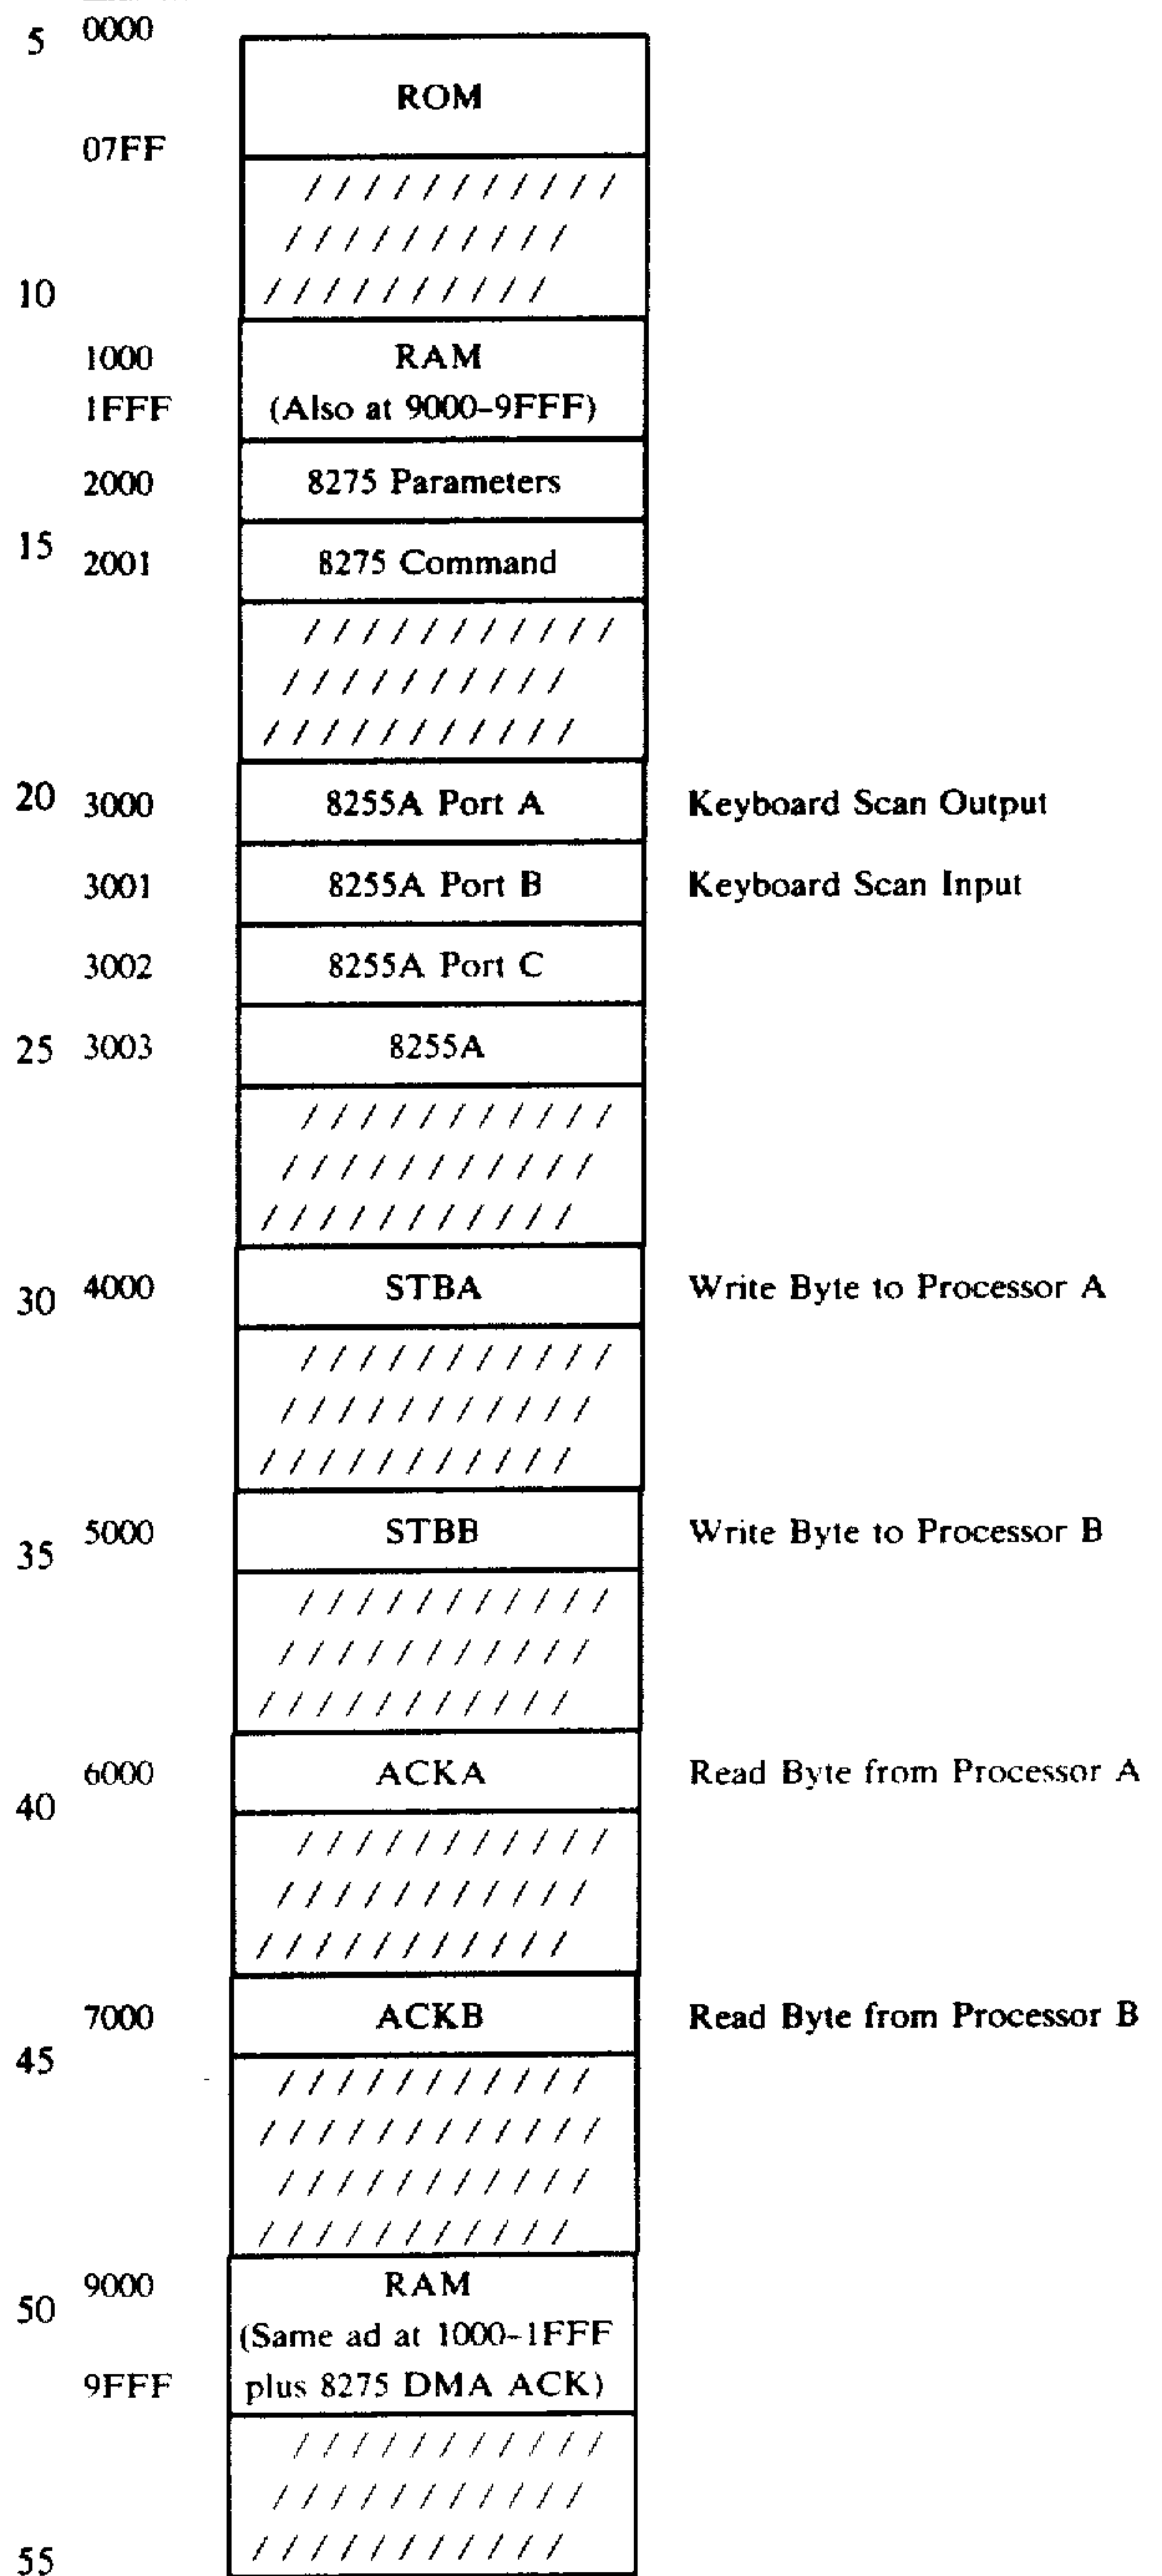 5 0000
ROM
07FF
10
1000 RAM
1FFF (Also at 9000-9FFF)
2000 8275 Parameters
15 2001 8275 Command
20 3000 8255A Port A Keyboard Scan Output
3001 8255A Port B Keyboard Scan Input
3002 8255A Port C
25 3003 8255A
30 4000 STBA Write Byte to Processor A
35 5000 STBB Write Byte to Processor B
6000 ACKA Read Byte from Processor A
40
7000 ACKB Read Byte from Processor B
45
9000 RAM
50 (Same ad at 1000-1FFF
9FFF plus 8275 DMA ACK)
55